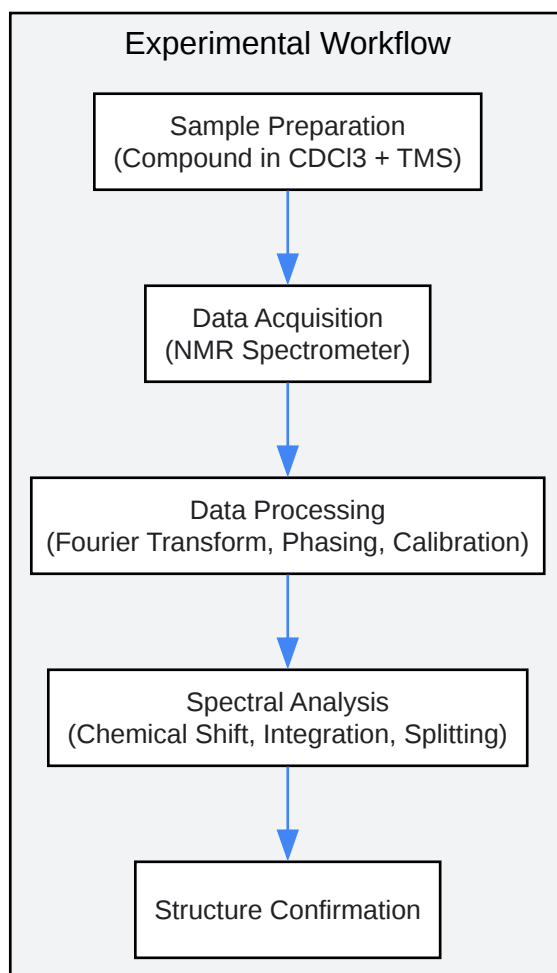 Experimental Workflow
Sample Preparation
(Compound in CDCl3 + TMS)
Data Acquisition
(NMR Spectrometer)
Data Processing
(Fourier Transform, Phasing, Calibration)
Spectral Analysis
(Chemical Shift, Integration, Splitting)
Structure Confirmation